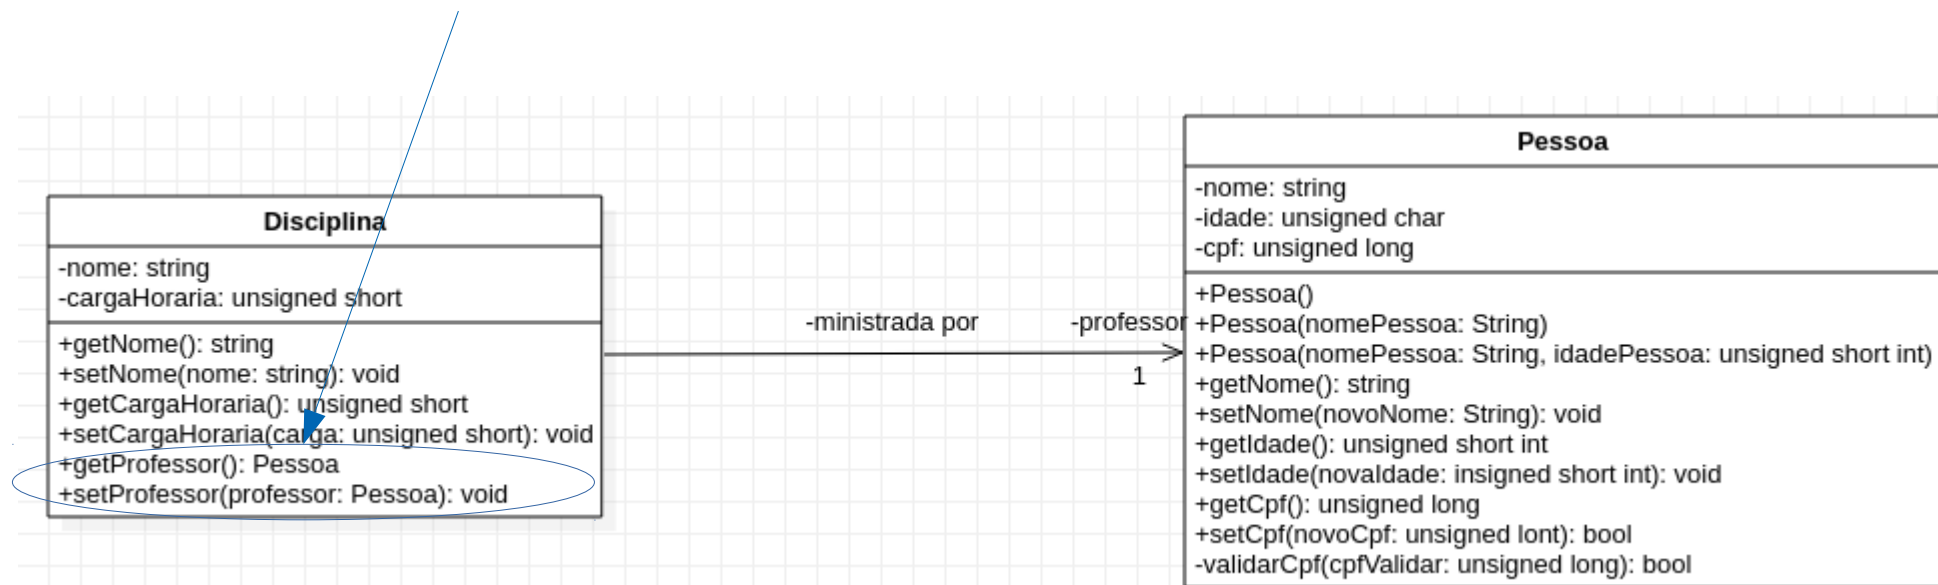 Disciplina
-nome: string
-cargaHoraria: unsigned short
+getNome(): string
+setNome(nome: string): void
+getCargaHoraria(): unsigned short
+setCargaHoraria(carga: unsigned short): void
+getProfessor(): Pessoa
+setProfessor(professor: Pessoa): void
-ministrada por
-professor
1
Pessoa
-nome: string
-idade: unsigned char
-cpf: unsigned long
+Pessoa()
+Pessoa(nomePessoa: String)
+Pessoa(nomePessoa: String, idadePessoa: unsigned short int)
+getNome(): string
+setNome(novoNome: String): void
+getIdade(): unsigned short int
+setIdade(novaIdade: insigned short int): void
+getCpf(): unsigned long
+setCpf(novoCpf: unsigned lont): bool
-validarCpf(cpfValidar: unsigned long): bool